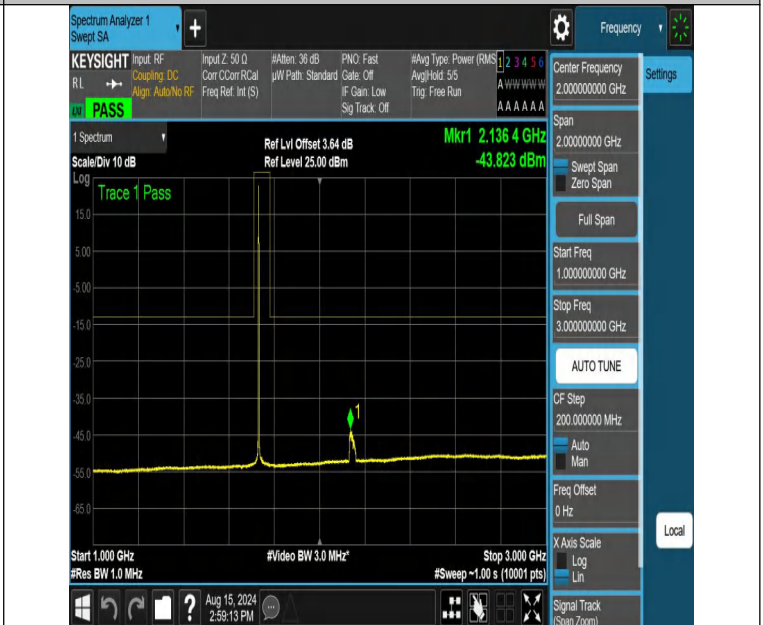 Spectrum Analyzer 1
Swept SA
+
Frequency
KEYSIGHT
RL
PASS
Input: RF
Coupling: DC
Align: Auto/No RF
Input Z: 50 Ω
Corr CCorr RCal
Freq Ref: Int (S)
#Atten: 36 dB
µW Path: Standard
PNO: Fast
Gate: Off
IF Gain: Low
Sig Track: Off
#Avg Type: Power (RMS
Avg|Hold: 5/5
Trig: Free Run
1 2 3 4 5 6
A W W W W W
A A A A A A
Center Frequency
2.000000000 GHz
Settings
Span
2.00000000 GHz
Swept Span
Zero Span
Full Span
Start Freq
1.000000000 GHz
Stop Freq
3.000000000 GHz
AUTO TUNE
CF Step
200.000000 MHz
Auto
Man
Freq Offset
0 Hz
X Axis Scale
Log
Lin
Signal Track
(Span Zoom)
Local
1 Spectrum
Scale/Div 10 dB
Log
Ref Lvl Offset 3.64 dB
Ref Level 25.00 dBm
Mkr1 2.136 4 GHz
-43.823 dBm
Trace 1 Pass
15.0
5.00
-5.00
-15.0
-25.0
-35.0
-45.0
-55.0
-65.0
1
Start 1.000 GHz
#Res BW 1.0 MHz
#Video BW 3.0 MHz*
Stop 3.000 GHz
#Sweep ~1.00 s (10001 pts)
?
Aug 15, 2024
2:59:13 PM